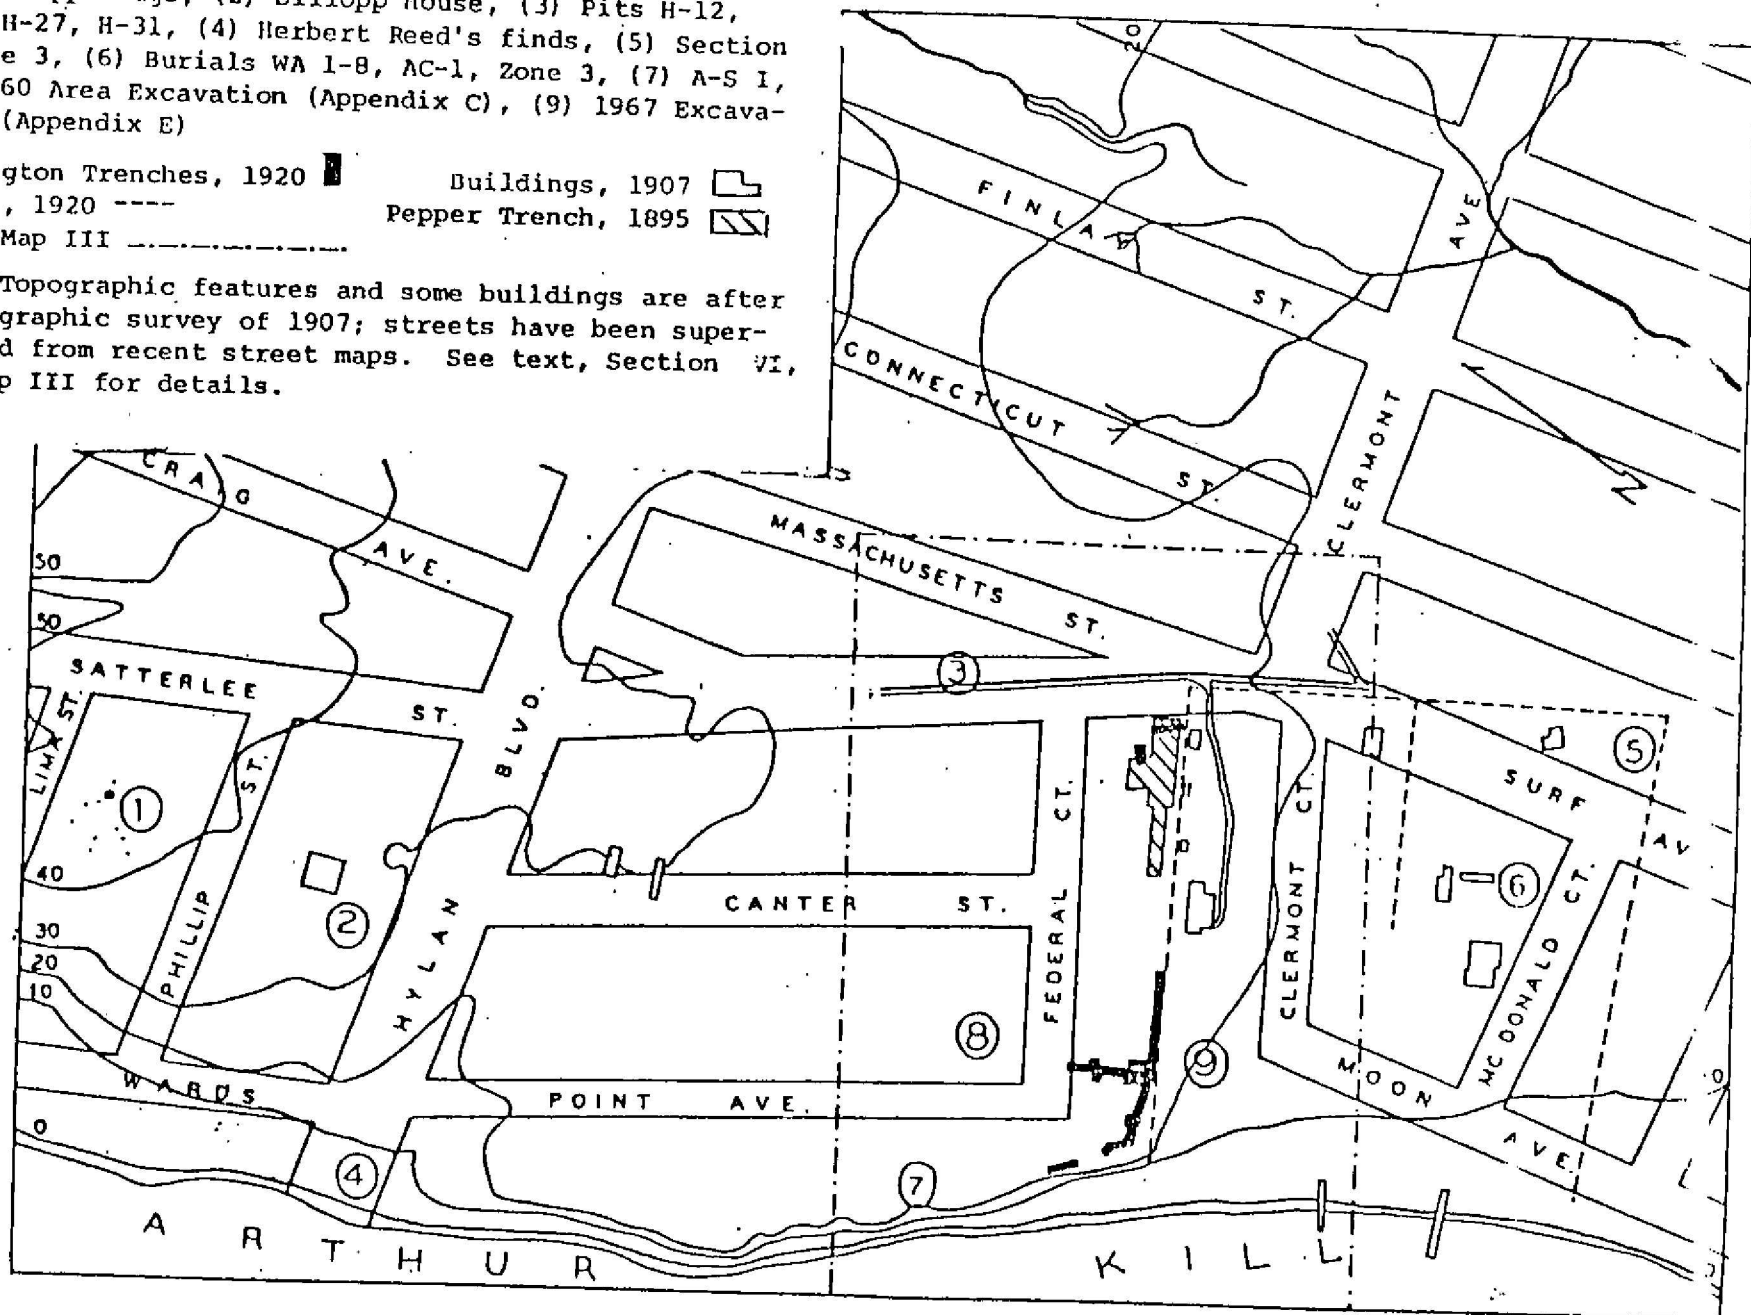 House, (3) Pits H-12,
H-27, H-31, (4) Herbert Reed's finds, (5) Section
e 3, (6) Burials WA 1-8, AC-1, Zone 3, (7) A-S I,
60 Area Excavation (Appendix C), (9) 1967 Excava-
(Appendix E)
gton Trenches, 1920
Buildings, 1907
, 1920 ----
Pepper Trench, 1895
Map III
Topographic features and some buildings are after
graphic survey of 1907; streets have been super-
d from recent street maps. See text, Section VI,
p III for details.
20
FINLAY ST.
AVE
CONNECTICUT ST.
CLERMONT
N
CRAIG AVE.
MASSACHUSETTS ST.
50
50
SATTERLEE ST.
3
BLVD.
5
SURF AV
LIMA ST.
PHILLIP ST.
1
2
40
30
20
10
HYLAN
CANTER ST.
FEDERAL CT.
CLERMONT CT.
6
MCDONALD CT.
8
9
MOON AVE.
WARDS POINT AVE.
0
4
7
ARTHUR KILL